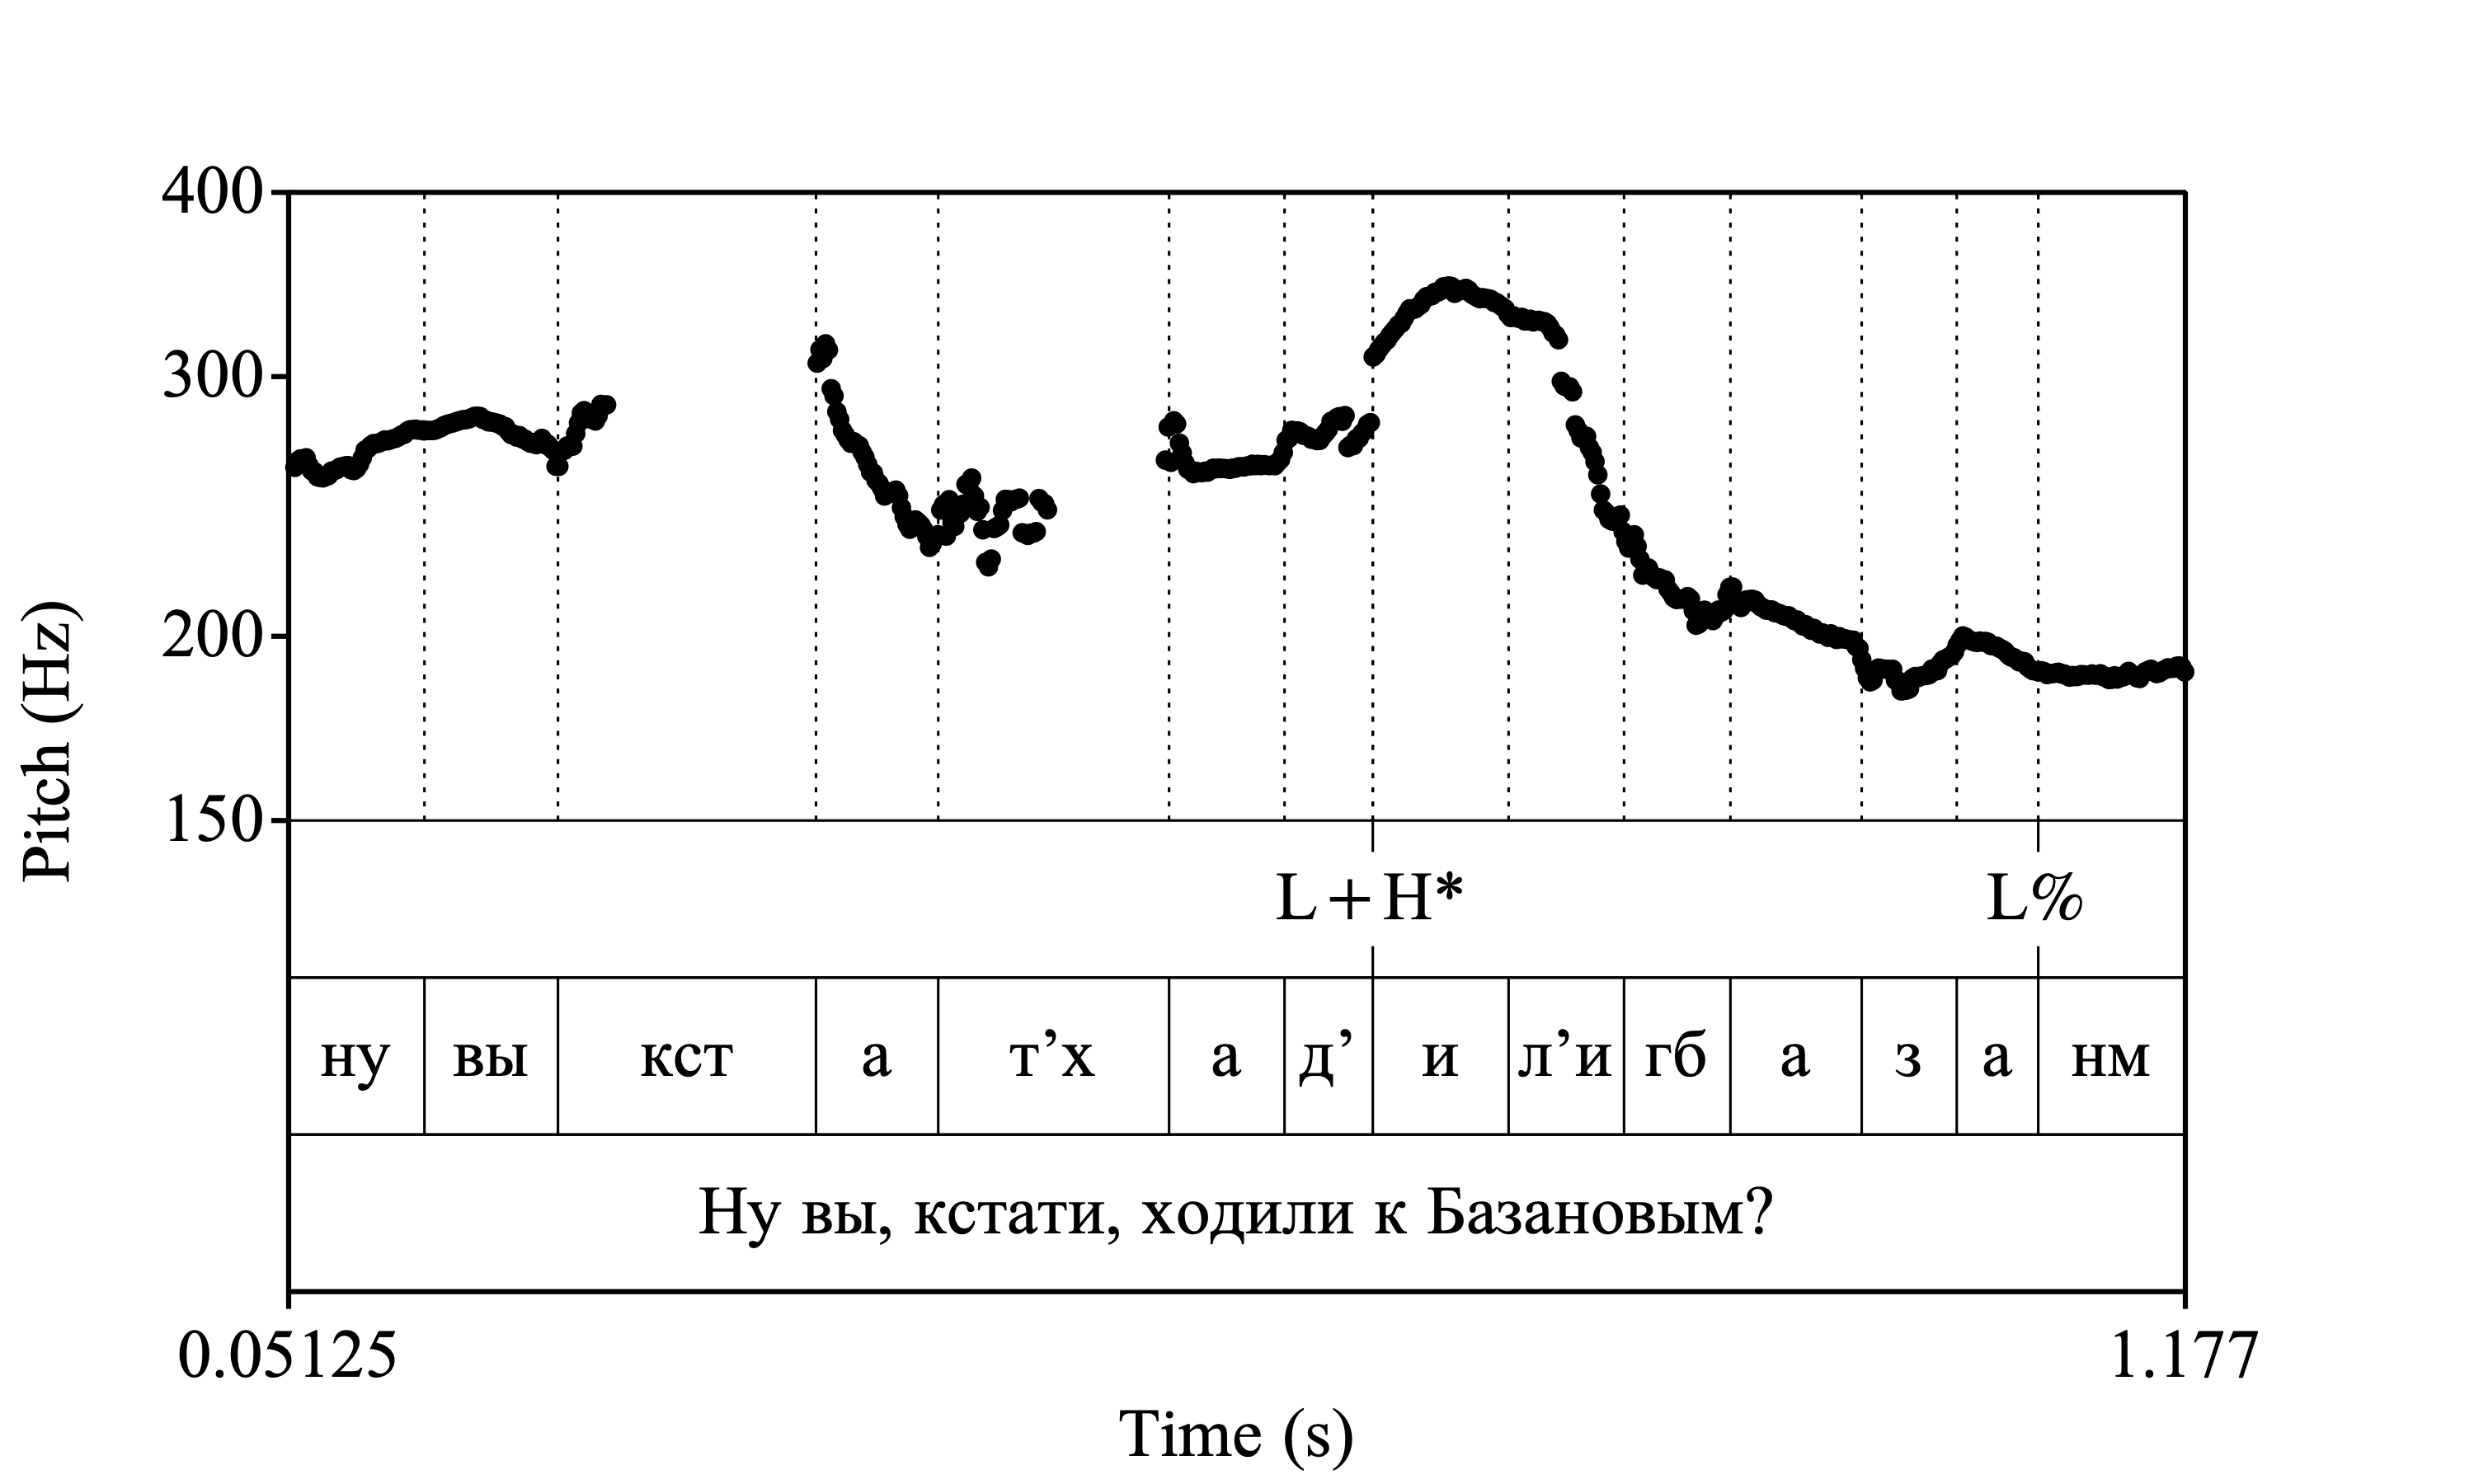 400
300
200
150
Pitch (Hz)
L+H* L%
ну вы кст а т’х а д’ и л’и гб а з а нм
Ну вы, кстати, ходили к Базановым?
0.05125 1.177
Time (s)